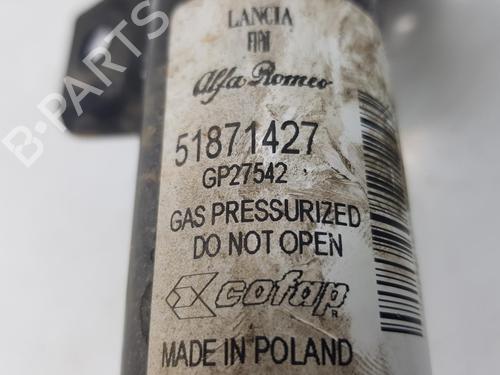 B-PARTS
LANCIA
FIAT
Alfa Romeo
51871427
GP27542
GAS PRESSURIZED
DO NOT OPEN
cofap
R
MADE IN POLAND